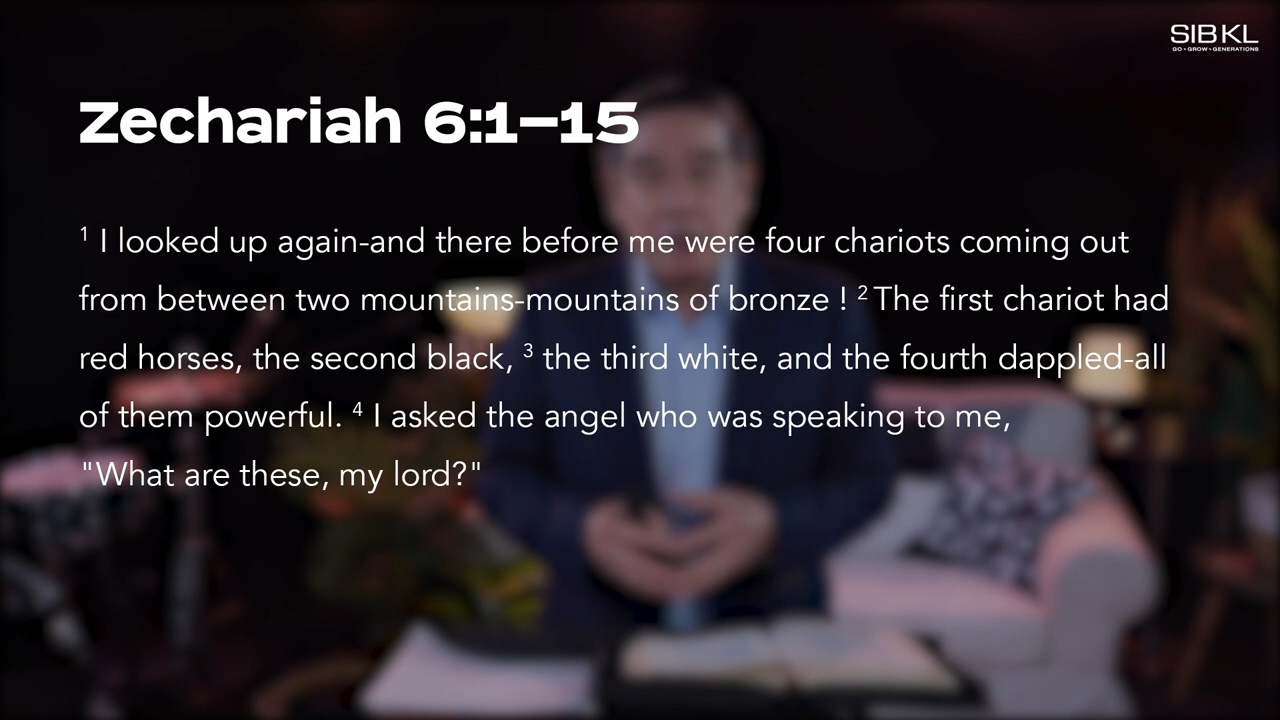 SIBKL
GO • GROW • GENERATIONS
Zechariah 6:1–15
¹ I looked up again-and there before me were four chariots coming out
from between two mountains-mountains of bronze ! ² The first chariot had
red horses, the second black, ³ the third white, and the fourth dappled-all
of them powerful. ⁴ I asked the angel who was speaking to me,
"What are these, my lord?"